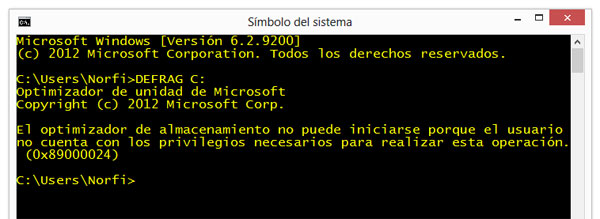 Símbolo del sistema
Microsoft Windows [Versión 6.2.9200]
(c) 2012 Microsoft Corporation. Todos los derechos reservados.
C:\Users\Norfi>DEFRAG C:
Optimizador de unidad de Microsoft
Copyright (c) 2012 Microsoft Corp.
El optimizador de almacenamiento no puede iniciarse porque el usuario
no cuenta con los privilegios necesarios para realizar esta operación.
(0x89000024)
C:\Users\Norfi>